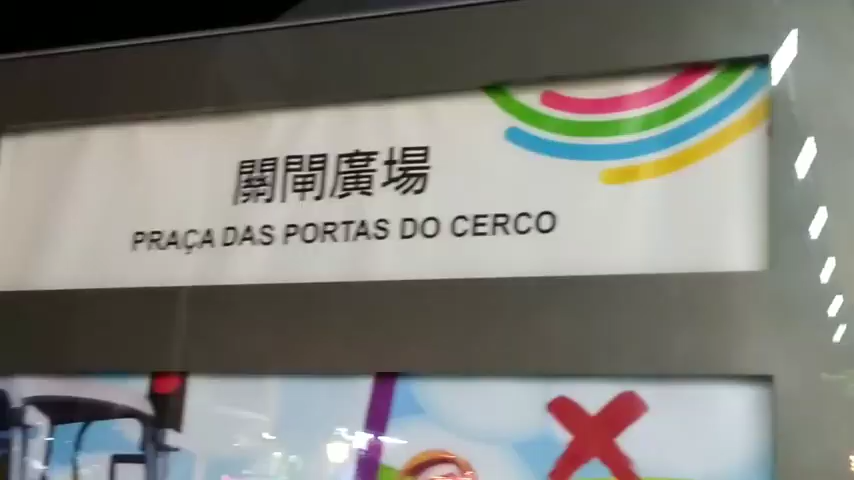 關閘廣場
PRAÇA DAS PORTAS DO CERCO